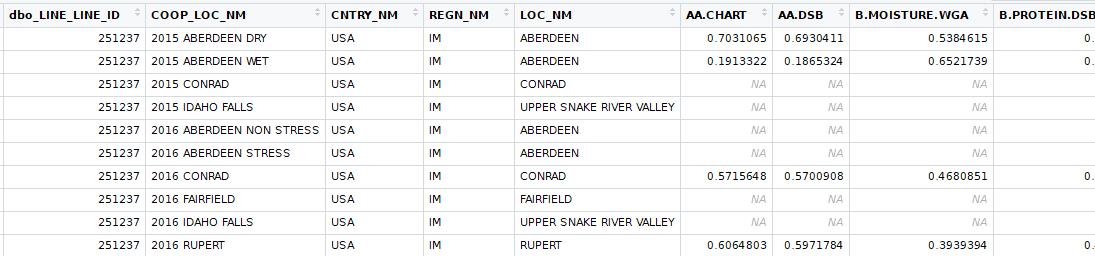 dbo_LINE_LINE_ID COOP_LOC_NM CNTRY_NM REGN_NM LOC_NM AA.CHART AA.DSB B.MOISTURE.WGA B.PROTEIN.DSB
251237 2015 ABERDEEN DRY USA IM ABERDEEN 0.7031065 0.6930411 0.5384615 0.
251237 2015 ABERDEEN WET USA IM ABERDEEN 0.1913322 0.1865324 0.6521739 0.
251237 2015 CONRAD USA IM CONRAD NA NA NA
251237 2015 IDAHO FALLS USA IM UPPER SNAKE RIVER VALLEY NA NA NA
251237 2016 ABERDEEN NON STRESS USA IM ABERDEEN NA NA NA
251237 2016 ABERDEEN STRESS USA IM ABERDEEN NA NA NA
251237 2016 CONRAD USA IM CONRAD 0.5715648 0.5700908 0.4680851 0.
251237 2016 FAIRFIELD USA IM FAIRFIELD NA NA NA
251237 2016 IDAHO FALLS USA IM UPPER SNAKE RIVER VALLEY NA NA NA
251237 2016 RUPERT USA IM RUPERT 0.6064803 0.5971784 0.3939394 0.